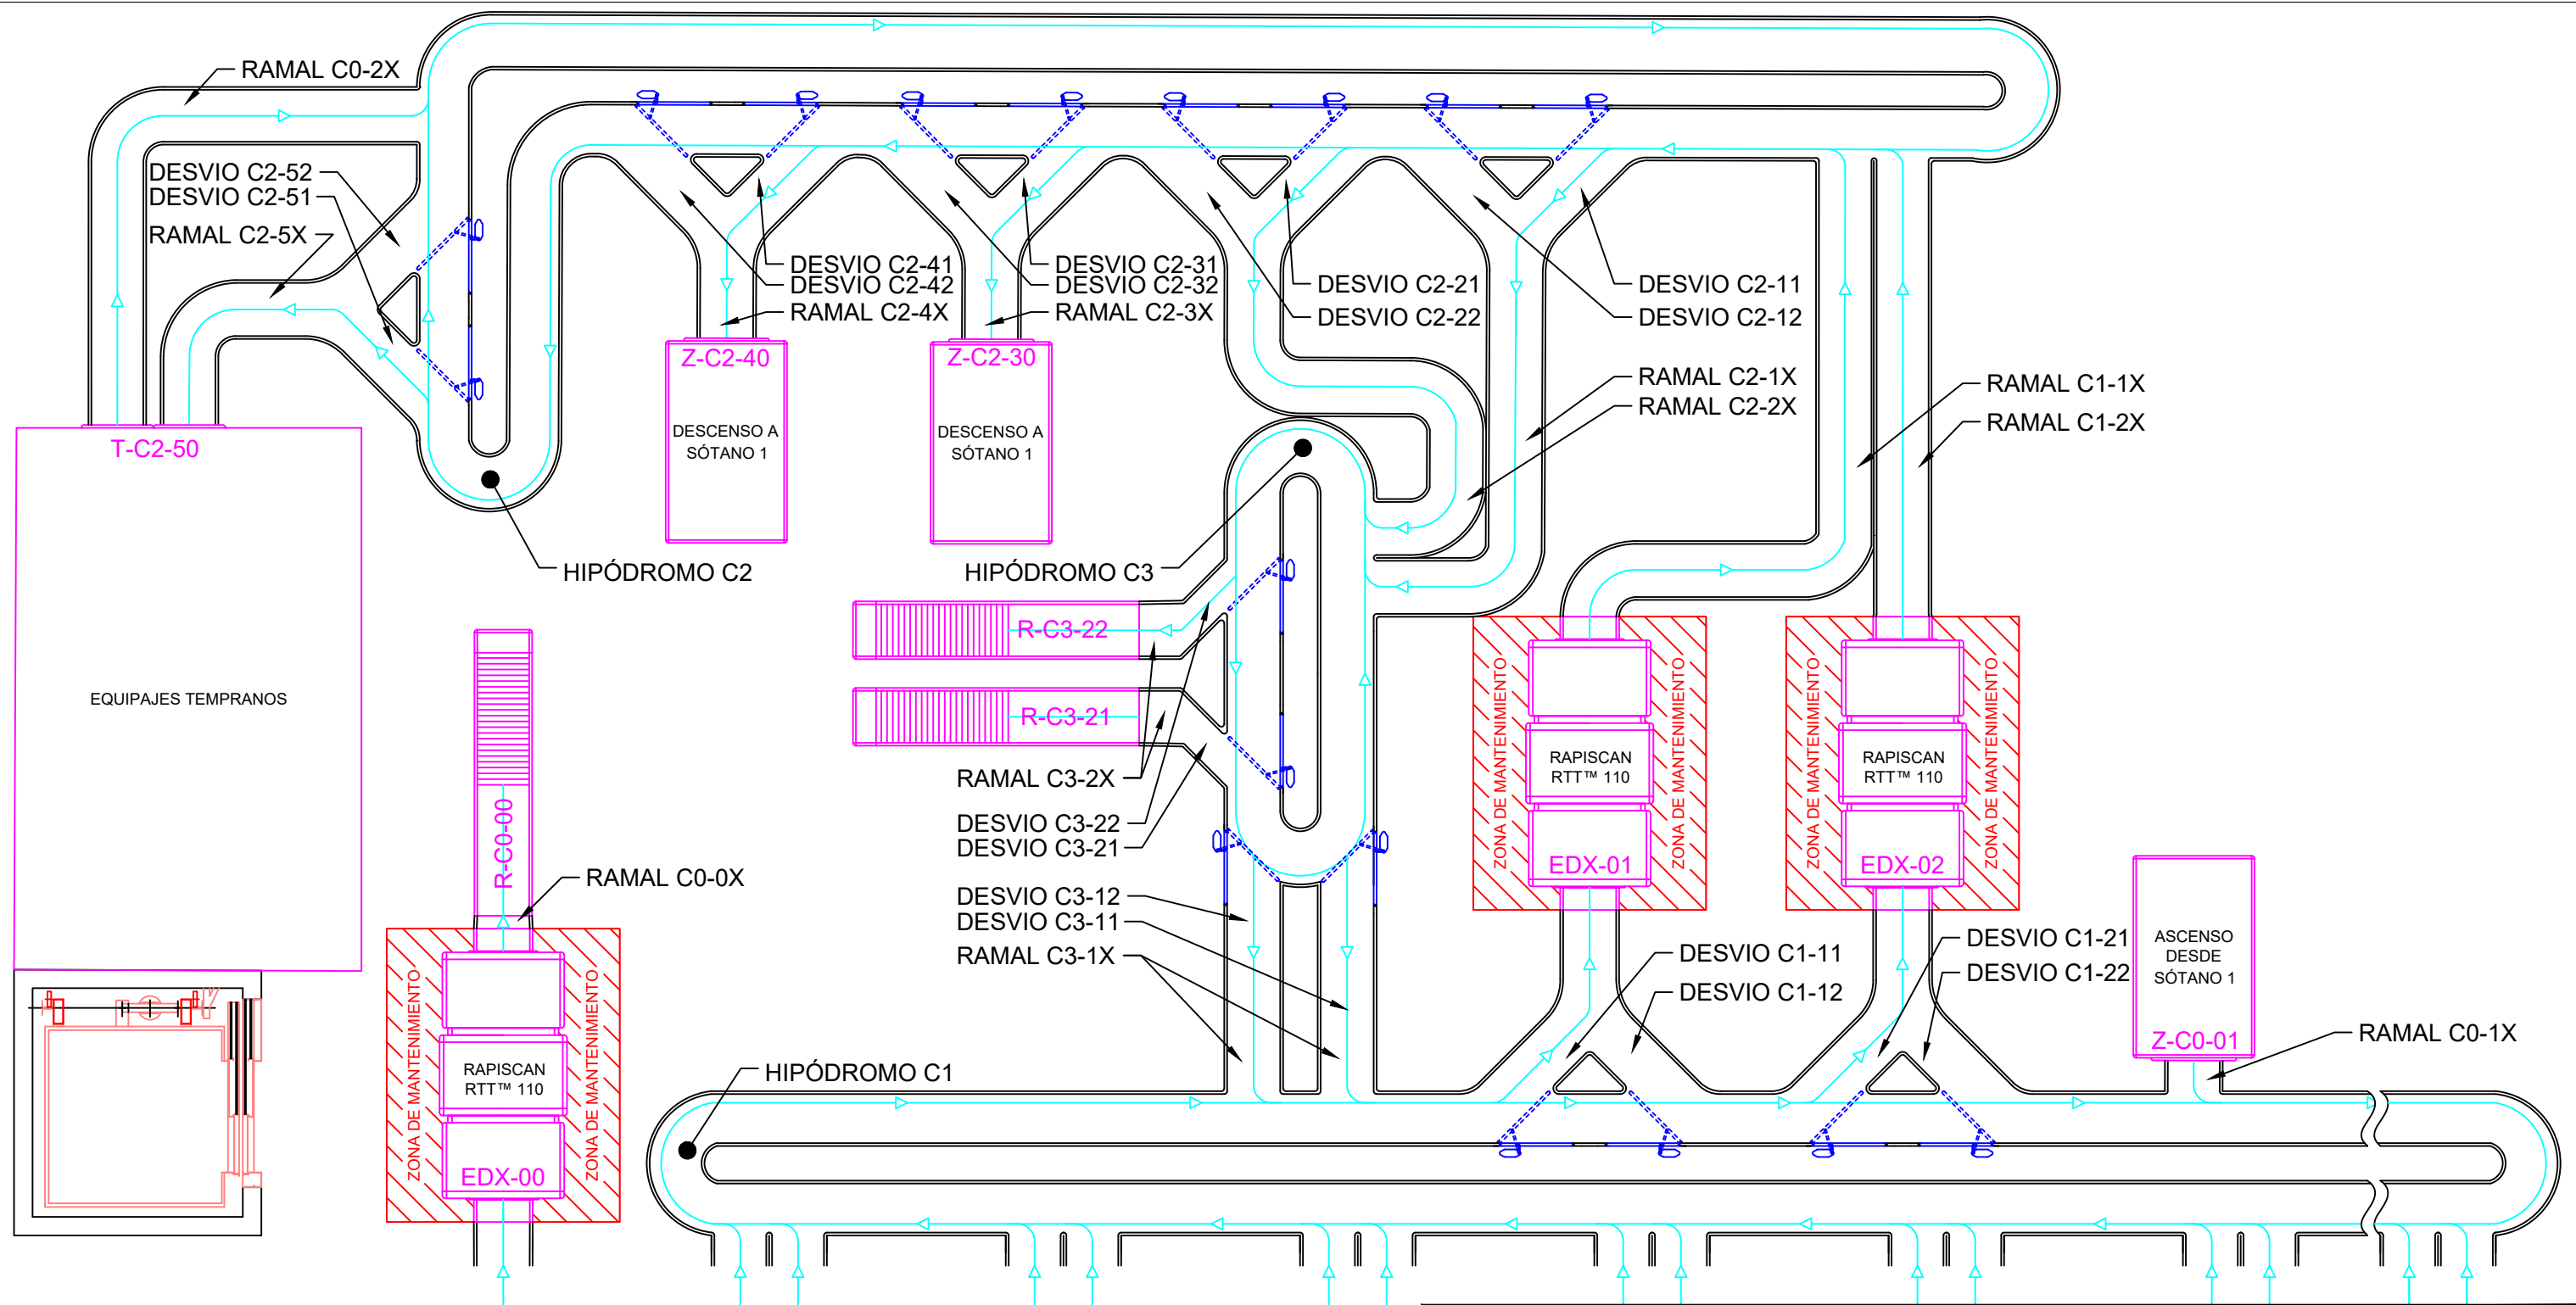 RAMAL C0-2X
DESVIO C2-52
DESVIO C2-51
RAMAL C2-5X
DESVIO C2-41
DESVIO C2-42
RAMAL C2-4X
DESVIO C2-31
DESVIO C2-32
RAMAL C2-3X
DESVIO C2-21
DESVIO C2-22
DESVIO C2-11
DESVIO C2-12
RAMAL C2-1X
RAMAL C2-2X
RAMAL C1-1X
RAMAL C1-2X
T-C2-50
EQUIPAJES TEMPRANOS
Z-C2-40
DESCENSO A
SÓTANO 1
Z-C2-30
DESCENSO A
SÓTANO 1
HIPÓDROMO C2
HIPÓDROMO C3
R-C3-22
R-C3-21
RAMAL C3-2X
DESVIO C3-22
DESVIO C3-21
DESVIO C3-12
DESVIO C3-11
RAMAL C3-1X
R-C0-00
RAMAL C0-0X
ZONA DE MANTENIMIENTO
RAPISCAN
RTT™ 110
EDX-00
ZONA DE MANTENIMIENTO
ZONA DE MANTENIMIENTO
RAPISCAN
RTT™ 110
EDX-01
ZONA DE MANTENIMIENTO
ZONA DE MANTENIMIENTO
RAPISCAN
RTT™ 110
EDX-02
ZONA DE MANTENIMIENTO
DESVIO C1-11
DESVIO C1-12
DESVIO C1-21
DESVIO C1-22
ASCENSO
DESDE
SÓTANO 1
Z-C0-01
RAMAL C0-1X
HIPÓDROMO C1